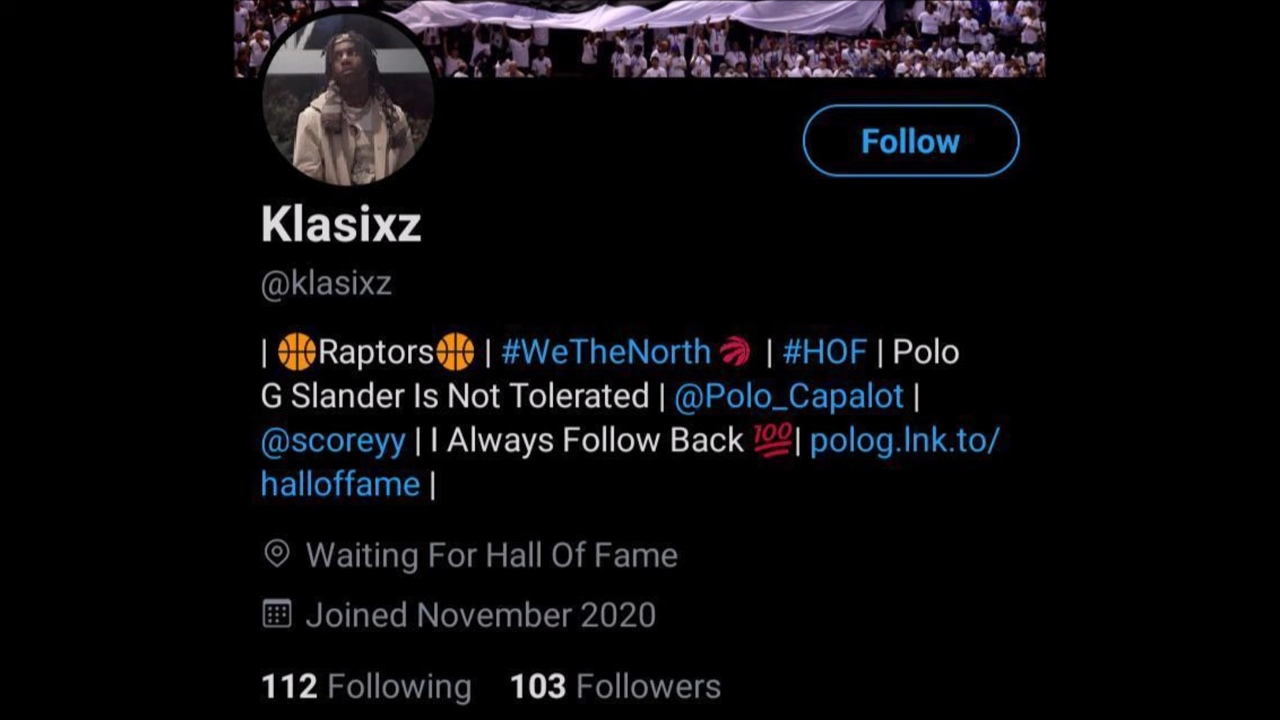 Follow
Klasixz
@klasixz
| 🏀Raptors🏀 | #WeTheNorth | #HOF | Polo
G Slander Is Not Tolerated | @Polo_Capalot |
@scoreyy | I Always Follow Back 💯| polog.lnk.to/
halloffame |
Waiting For Hall Of Fame
Joined November 2020
112 Following 103 Followers